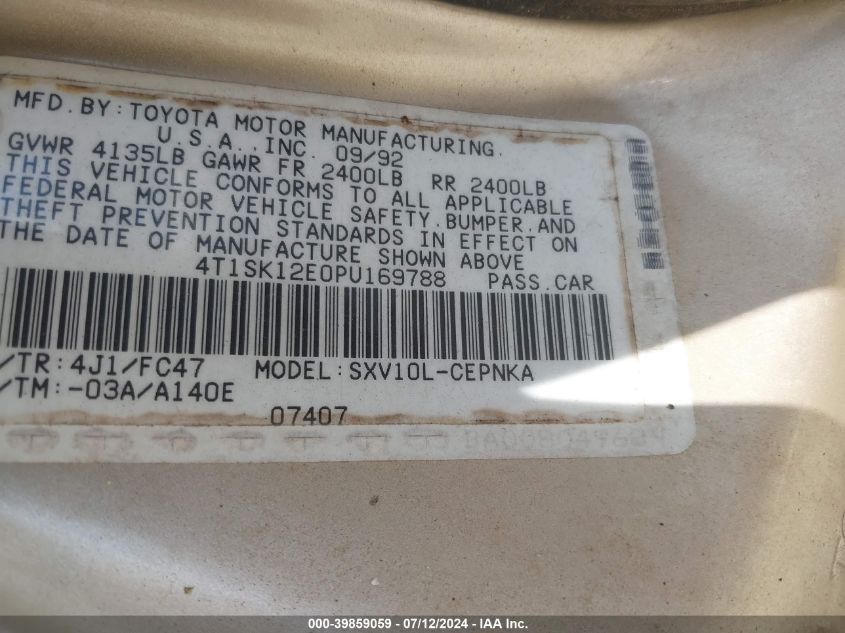 MFD. BY: TOYOTA MOTOR MANUFACTURING.
U.S.A., INC. 09/92
GVWR 4135LB GAWR FR 2400LB RR 2400LB
THIS VEHICLE CONFORMS TO ALL APPLICABLE
FEDERAL MOTOR VEHICLE SAFETY, BUMPER, AND
THEFT PREVENTION STANDARDS IN EFFECT ON
THE DATE OF MANUFACTURE SHOWN ABOVE
4T1SK12E0PU169788 PASS. CAR
/TR: 4J1/FC47 MODEL: SXV10L-CEPNKA
/TM: -03A/A140E
07407
000-39859059 / 07/12/2024 - IAAI_US